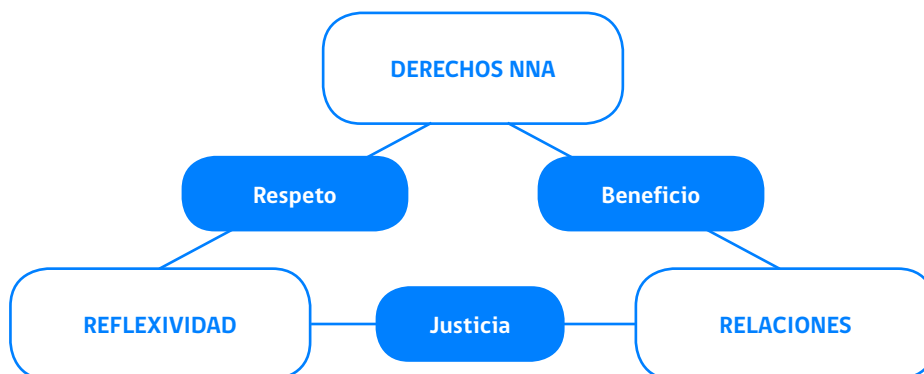 DERECHOS NNA
Respeto
Beneficio
REFLEXIVIDAD
Justicia
RELACIONES